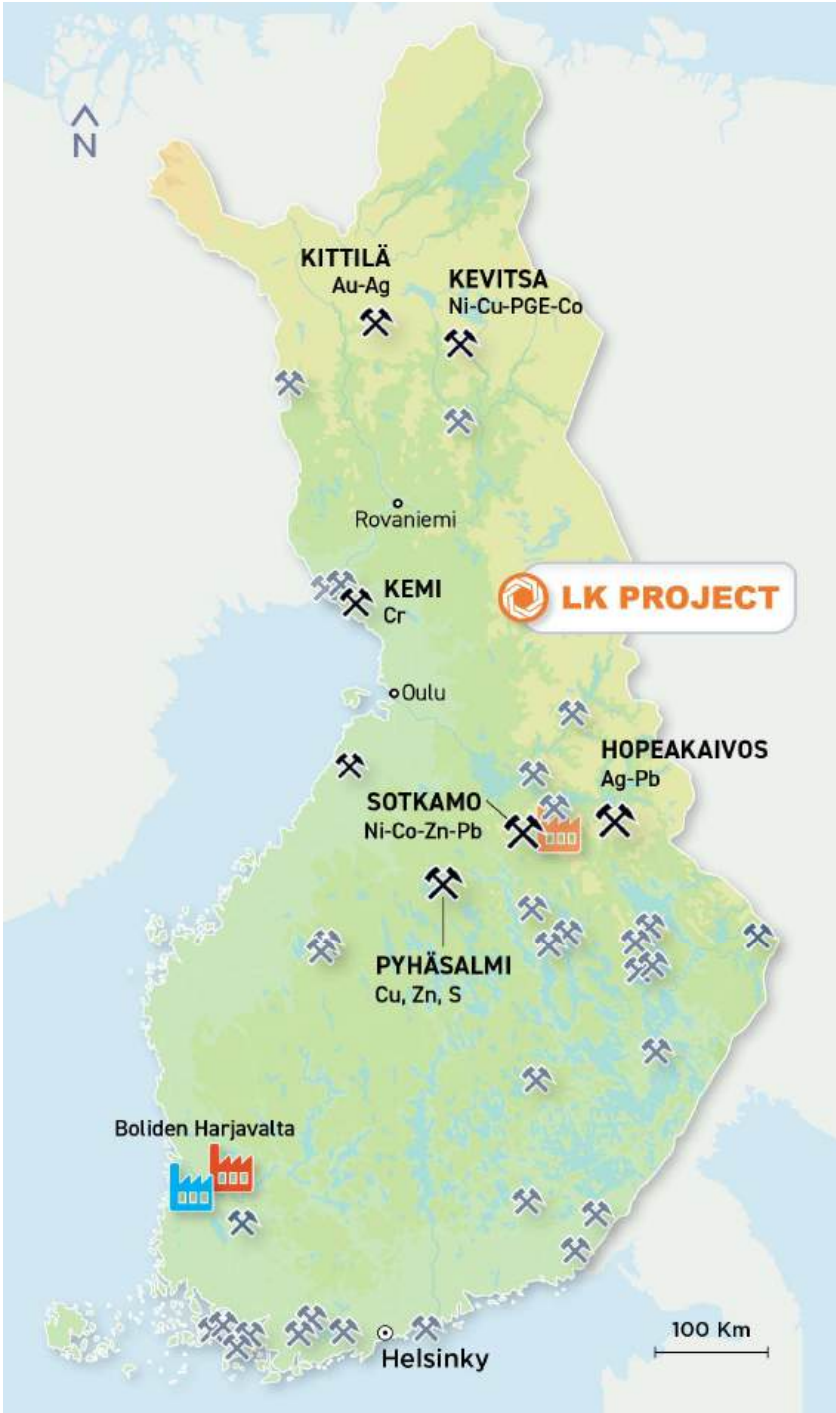 N
KITTILÄ
Au-Ag
KEVITSA
Ni-Cu-PGE-Co
Rovaniemi
LK PROJECT
KEMI
Cr
Oulu
HOPEAKAIVOS
Ag-Pb
SOTKAMO
Ni-Co-Zn-Pb
PYHÄSALMI
Cu, Zn, S
Boliden Harjavalta
100 Km
Helsinky